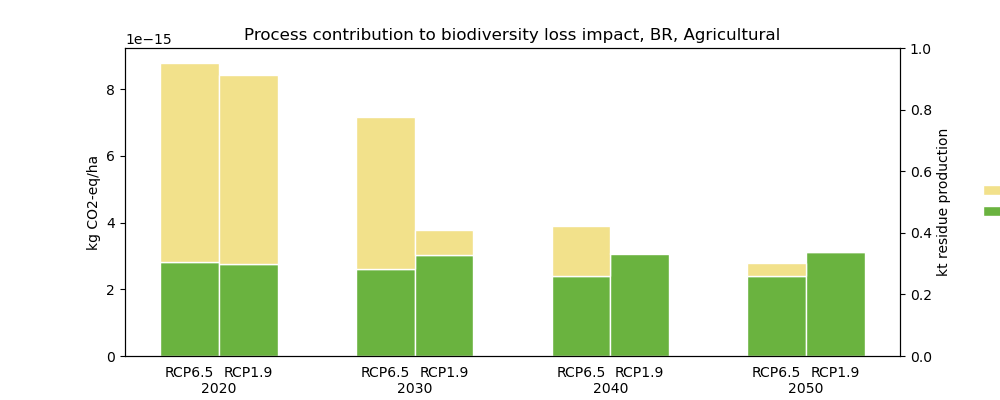 Process contribution to biodiversity loss impact, BR, Agricultural
1e−15
kg CO2-eq/ha
8
6
4
2
0
1.0
0.8
0.6
0.4
0.2
0.0
kt residue production
RCP6.5 RCP1.9 RCP6.5 RCP1.9 RCP6.5 RCP1.9 RCP6.5 RCP1.9
2020 2030 2040 2050